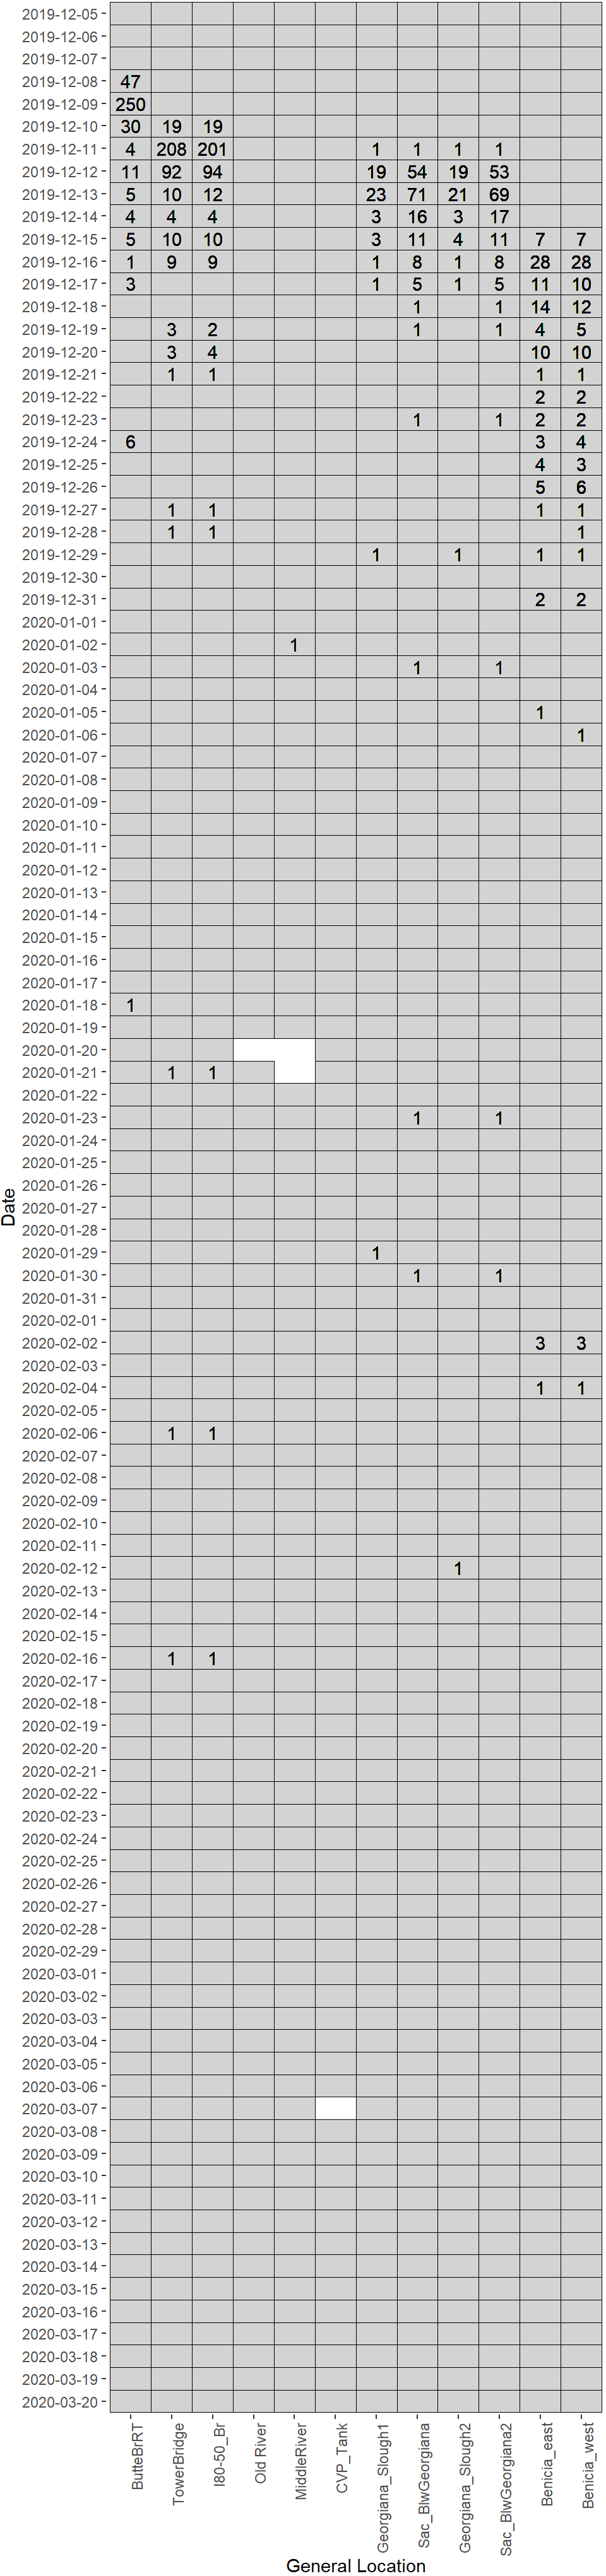 2019-12-05
2019-12-06
2019-12-07
2019-12-08 47
2019-12-09 250
2019-12-10 30 19 19
2019-12-11 4 208 201 1 1 1 1
2019-12-12 11 92 94 19 54 19 53
2019-12-13 5 10 12 23 71 21 69
2019-12-14 4 4 4 3 16 3 17
2019-12-15 5 10 10 3 11 4 11 7 7
2019-12-16 1 9 9 1 8 1 8 28 28
2019-12-17 3 1 5 1 5 11 10
2019-12-18 1 1 14 12
2019-12-19 3 2 1 1 4 5
2019-12-20 3 4 10 10
2019-12-21 1 1 1 1
2019-12-22 2 2
2019-12-23 1 1 2 2
2019-12-24 6 3 4
2019-12-25 4 3
2019-12-26 5 6
2019-12-27 1 1 1 1
2019-12-28 1 1 1
2019-12-29 1 1 1 1
2019-12-30
2019-12-31 2 2
2020-01-01
2020-01-02 1
2020-01-03 1 1
2020-01-04
2020-01-05 1
2020-01-06 1
2020-01-07
2020-01-08
2020-01-09
2020-01-10
2020-01-11
2020-01-12
2020-01-13
2020-01-14
2020-01-15
2020-01-16
2020-01-17
2020-01-18 1
2020-01-19
2020-01-20
2020-01-21 1 1
2020-01-22
2020-01-23 1 1
2020-01-24
2020-01-25
2020-01-26
2020-01-27
2020-01-28
2020-01-29 1
2020-01-30 1 1
2020-01-31
2020-02-01
2020-02-02 3 3
2020-02-03
2020-02-04 1 1
2020-02-05
2020-02-06 1 1
2020-02-07
2020-02-08
2020-02-09
2020-02-10
2020-02-11
2020-02-12 1
2020-02-13
2020-02-14
2020-02-15
2020-02-16 1 1
2020-02-17
2020-02-18
2020-02-19
2020-02-20
2020-02-21
2020-02-22
2020-02-23
2020-02-24
2020-02-25
2020-02-26
2020-02-27
2020-02-28
2020-02-29
2020-03-01
2020-03-02
2020-03-03
2020-03-04
2020-03-05
2020-03-06
2020-03-07
2020-03-08
2020-03-09
2020-03-10
2020-03-11
2020-03-12
2020-03-13
2020-03-14
2020-03-15
2020-03-16
2020-03-17
2020-03-18
2020-03-19
2020-03-20
Date
ButteBrRT
TowerBridge
I80-50_Br
Old River
MiddleRiver
CVP_Tank
Georgiana_Slough1
Sac_BlwGeorgiana
Georgiana_Slough2
Sac_BlwGeorgiana2
Benicia_east
Benicia_west
General Location